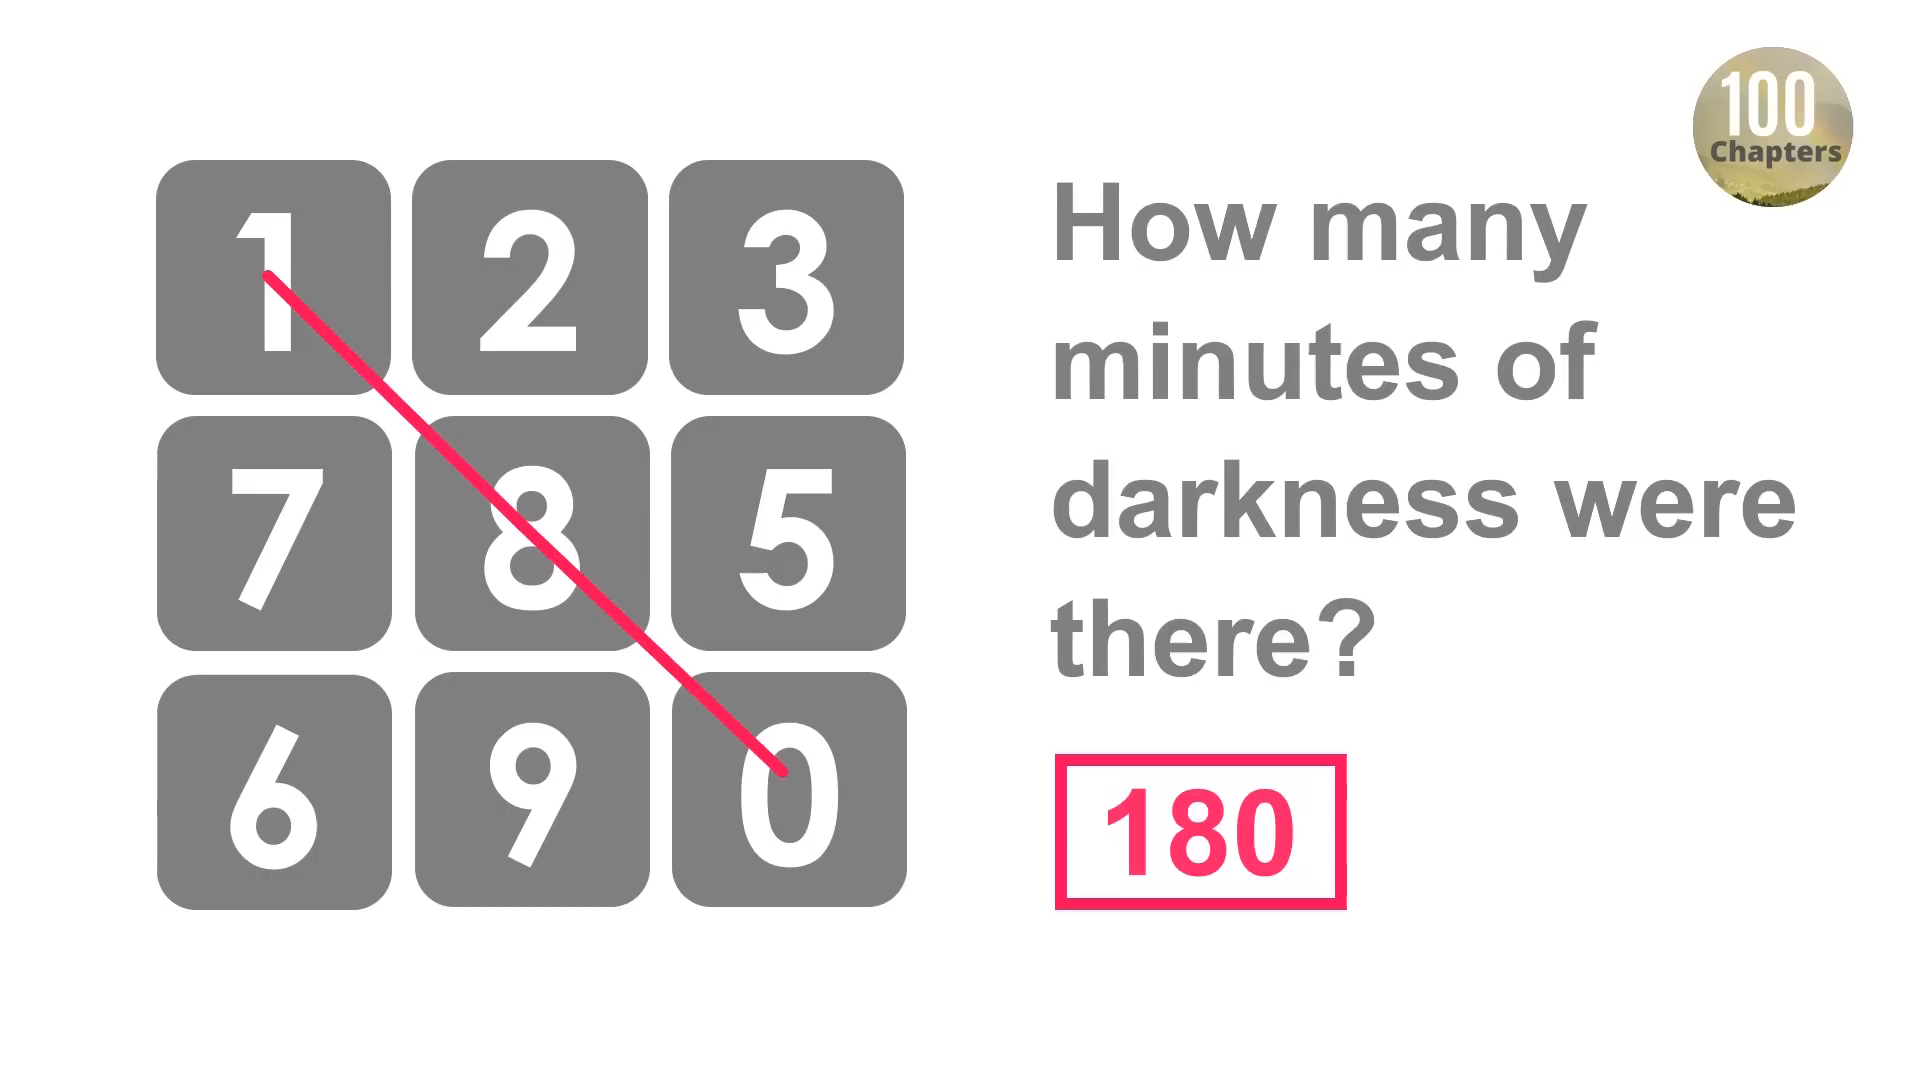 100
Chapters
1 2 3
7 8 5
6 9 0
How many
minutes of
darkness were
there?
180